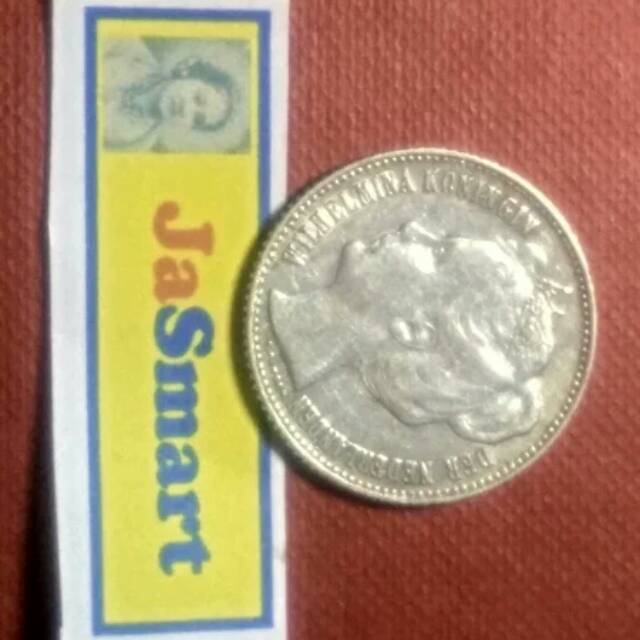 JaSmart
WILHELMINA KONINGIN
DER NEDERLANDEN